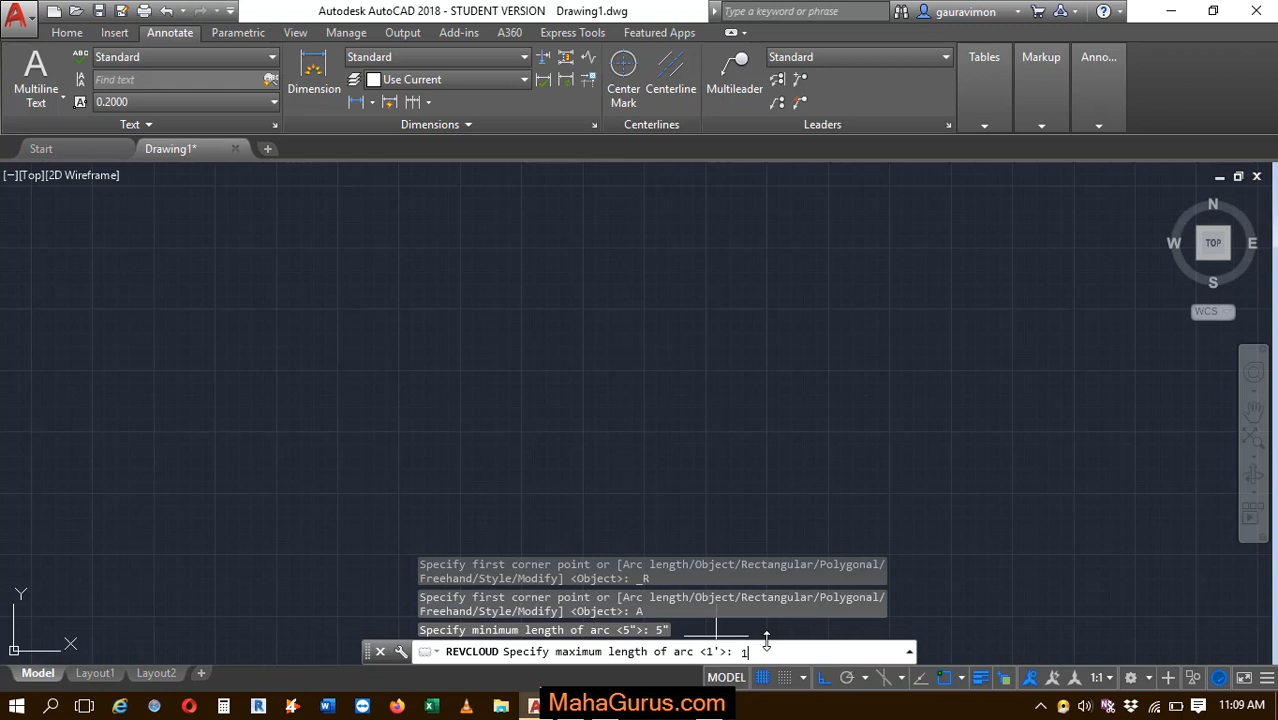 Autodesk AutoCAD 2018 - STUDENT VERSION Drawing1.dwg
Type a keyword or phrase
gauravimon
Home Insert Annotate Parametric View Manage Output Add-ins A360 Express Tools Featured Apps
A Standard Standard Standard
ABC
Multiline Text
Find text
Dimension
Use Current
Center Mark
Centerline
Multileader
Tables
Markup
Anno...
0.2000
Text Dimensions Centerlines Leaders
Start Drawing1*
[−][Top][2D Wireframe]
N
W TOP E
S
WCS
Specify first corner point or [Arc length/Object/Rectangular/Polygonal/
Freehand/Style/Modify] <Object>: _R
Specify first corner point or [Arc length/Object/Rectangular/Polygonal/
Freehand/Style/Modify] <Object>: A
Specify minimum length of arc <5">: 5"
REVCLOUD Specify maximum length of arc <1'>: 1
Y
X
Model Layout1 Layout2
MODEL
1:1
MahaGurus.com
11:09 AM